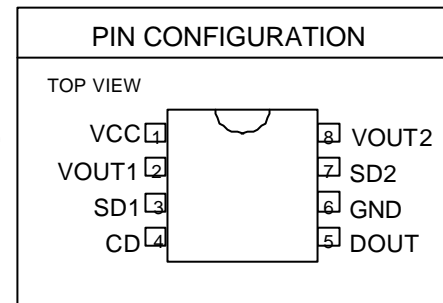 PIN CONFIGURATION
TOP VIEW
VCC 1 8 VOUT2
VOUT1 2 7 SD2
SD1 3 6 GND
CD 4 5 DOUT